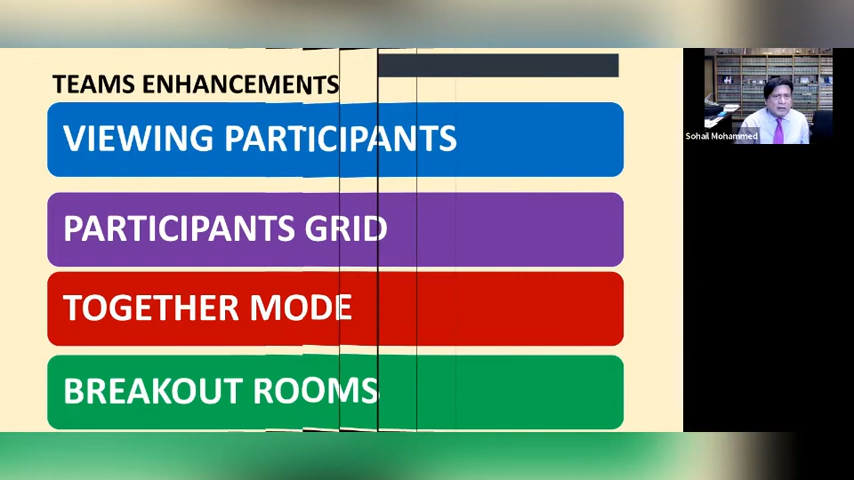 TEAMS ENHANCEMENTS
VIEWING PARTICIPANTS
PARTICIPANTS GRID
TOGETHER MODE
BREAKOUT ROOMS
Sohail Mohammed